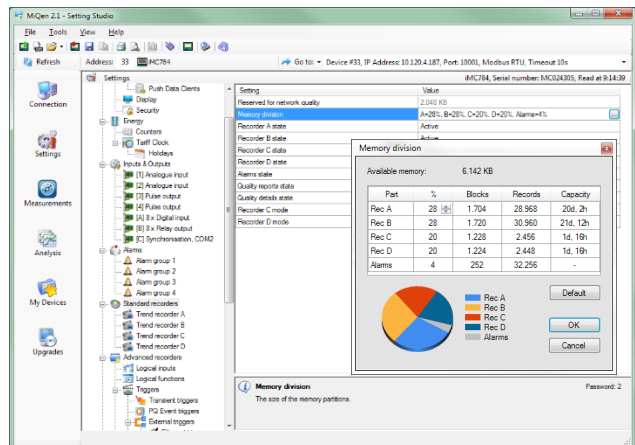 MiQen 2.1 - Setting Studio
File Tools View Help
Refresh Address: 33 MC784 Go to: Device #33, IP Address: 10.120.4.187, Port: 10001, Modbus RTU, Timeout 10s
Settings iMC784, Serial number: MC024305, Read at 9:14:39
Connection
Settings
Measurements
Analysis
My Devices
Upgrades
Push Data Clients
Display
Security
Energy
Counters
Tariff Clock
Holidays
Inputs & Outputs
[1] Analogue input
[2] Analogue input
[3] Pulse output
[4] Pulse output
[A] 8 x Digital input
[B] 8 x Relay output
[C] Synchronisation, COM2
Alarms
Alarm group 1
Alarm group 2
Alarm group 3
Alarm group 4
Standard recorders
Trend recorder A
Trend recorder B
Trend recorder C
Trend recorder D
Advanced recorders
Logical inputs
Logical functions
Triggers
Transient triggers
PQ Event triggers
External triggers
Setting Value
Reserved for network quality 2.048 KB
Memory division A=28%, B=28%, C=20%, D=20%, Alarms=4%
Recorder A state Active
Recorder B state Active
Recorder C state
Recorder D state
Alarms state
Quality reports state
Quality details state
Recorder C mode
Recorder D mode
Memory division
Available memory: 6.142 KB
Part % Blocks Records Capacity
Rec A 28 1.704 28.968 20d, 2h
Rec B 28 1.720 30.960 21d, 12h
Rec C 20 1.228 2.456 1d, 16h
Rec D 20 1.224 2.448 1d, 16h
Alarms 4 252 32.256 -
Rec A
Rec B
Rec C
Rec D
Alarms
Default
OK
Cancel
Memory division Password: 2
The size of the memory partitions.